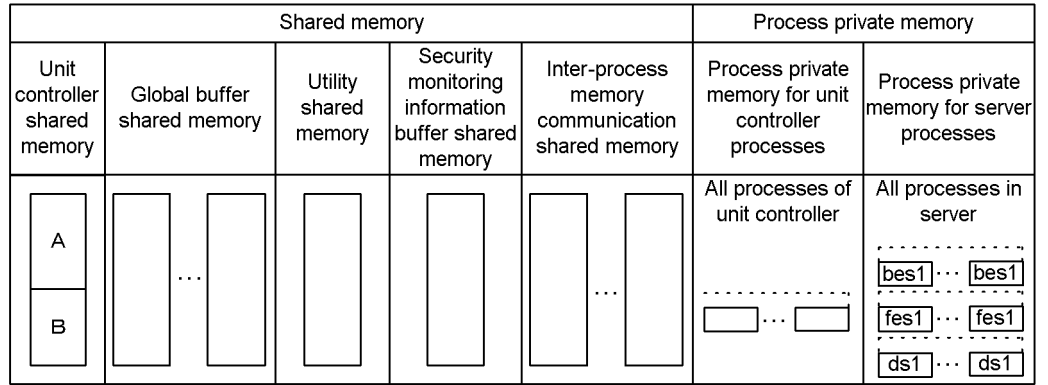 Shared memory
Process private memory
Unit
controller
shared
memory
Global buffer
shared memory
Utility
shared
memory
Security
monitoring
information
buffer shared
memory
Inter-process
memory
communication
shared memory
Process private
memory for unit
controller
processes
Process private
memory for server
processes
A
B
...
...
All processes of
unit controller
...
All processes in
server
bes1 ... bes1
fes1 ... fes1
ds1 ... ds1